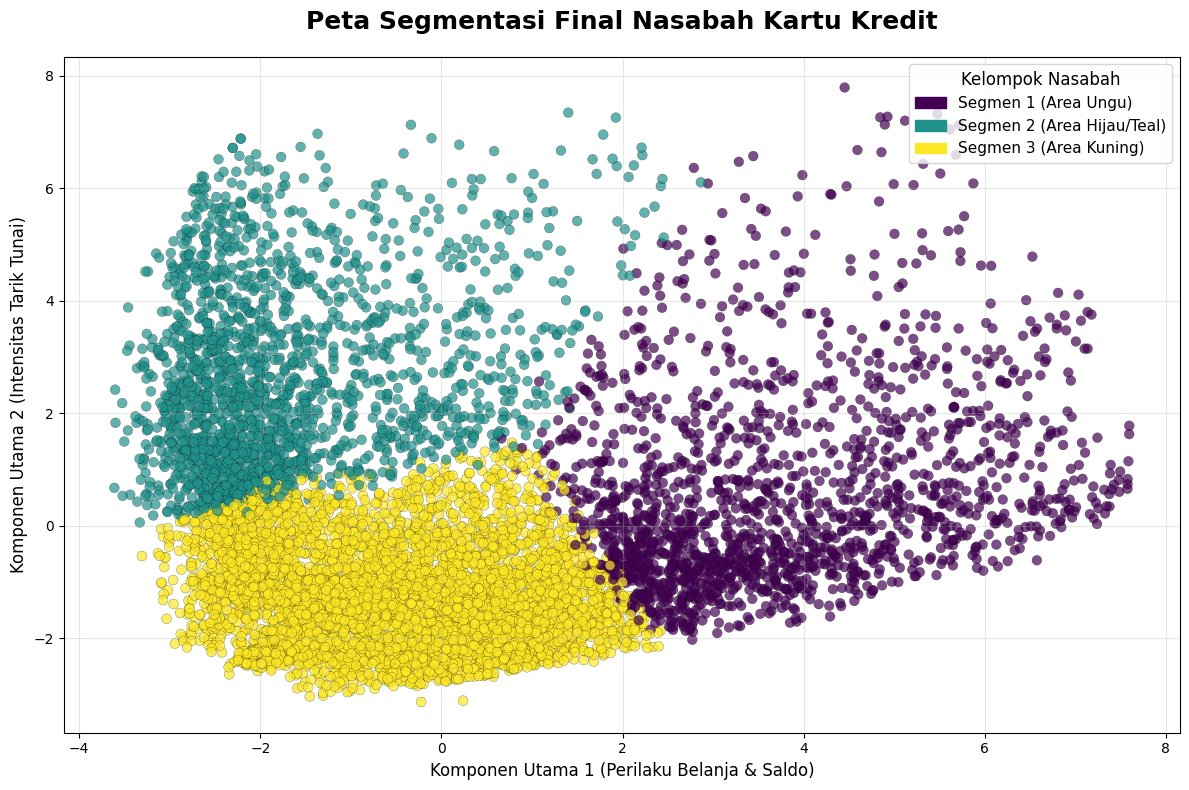 Peta Segmentasi Final Nasabah Kartu Kredit
Kelompok Nasabah
Segmen 1 (Area Ungu)
Segmen 2 (Area Hijau/Teal)
Segmen 3 (Area Kuning)
Komponen Utama 2 (Intensitas Tarik Tunai)
8
6
4
2
0
−2
−4
−2
0
2
4
6
8
Komponen Utama 1 (Perilaku Belanja & Saldo)